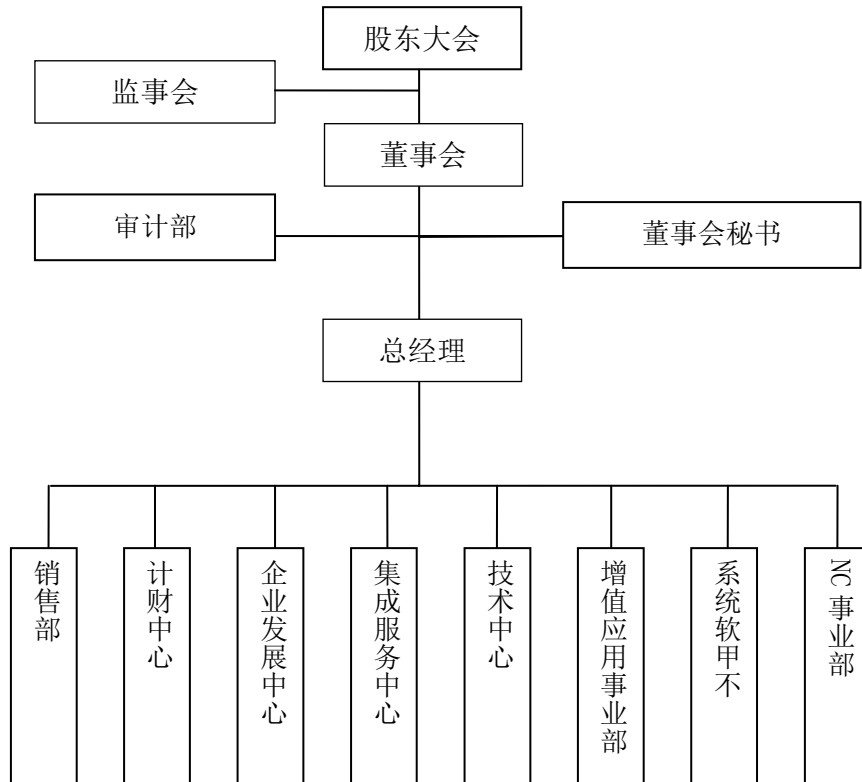 股东大会
监事会
董事会
审计部
董事会秘书
总经理
销售部
计财中心
企业发展中心
集成服务中心
技术中心
增值应用事业部
系统软甲不
NC 事业部